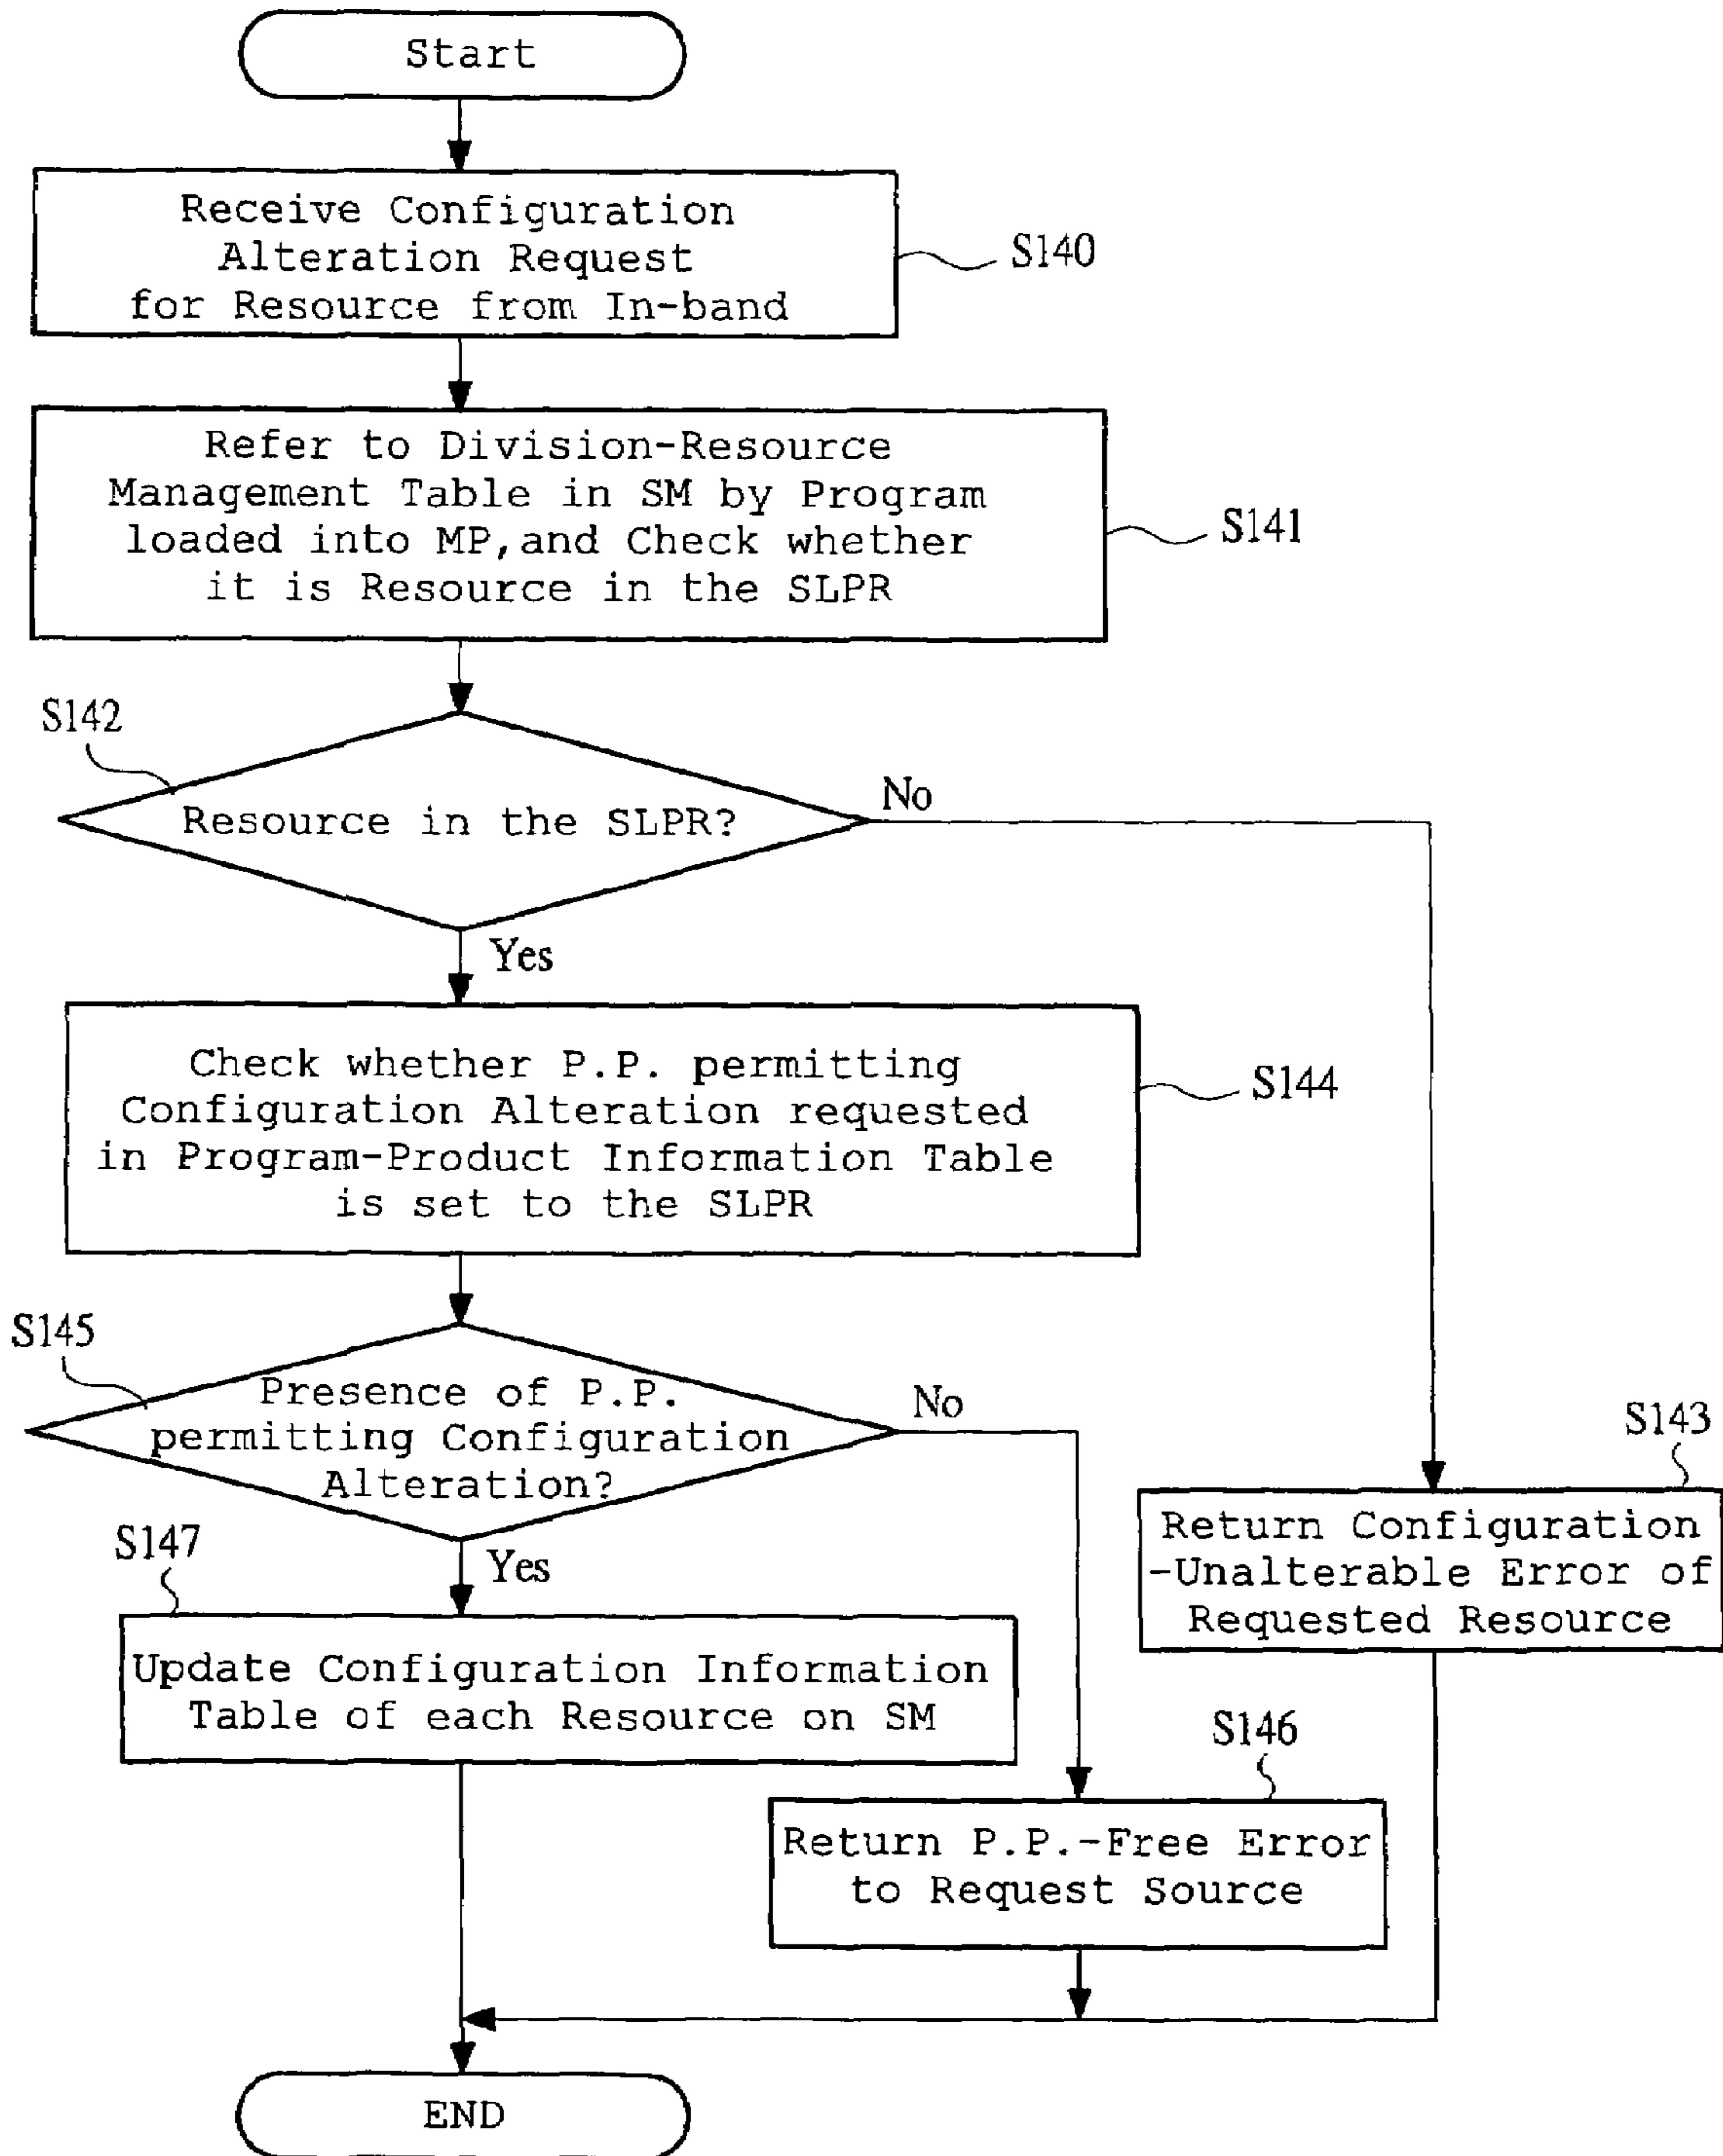 Start
Receive Configuration
Alteration Request
for Resource from In-band
S140
Refer to Division-Resource
Management Table in SM by Program
loaded into MP,and Check whether
it is Resource in the SLPR
S141
S142
Resource in the SLPR?
No
Yes
Check whether P.P. permitting
Configuration Alteration requested
in Program-Product Information Table
is set to the SLPR
S144
S145
Presence of P.P.
permitting Configuration
Alteration?
No
Yes
S143
Return Configuration
-Unalterable Error of
Requested Resource
S147
Update Configuration Information
Table of each Resource on SM
S146
Return P.P.-Free Error
to Request Source
END